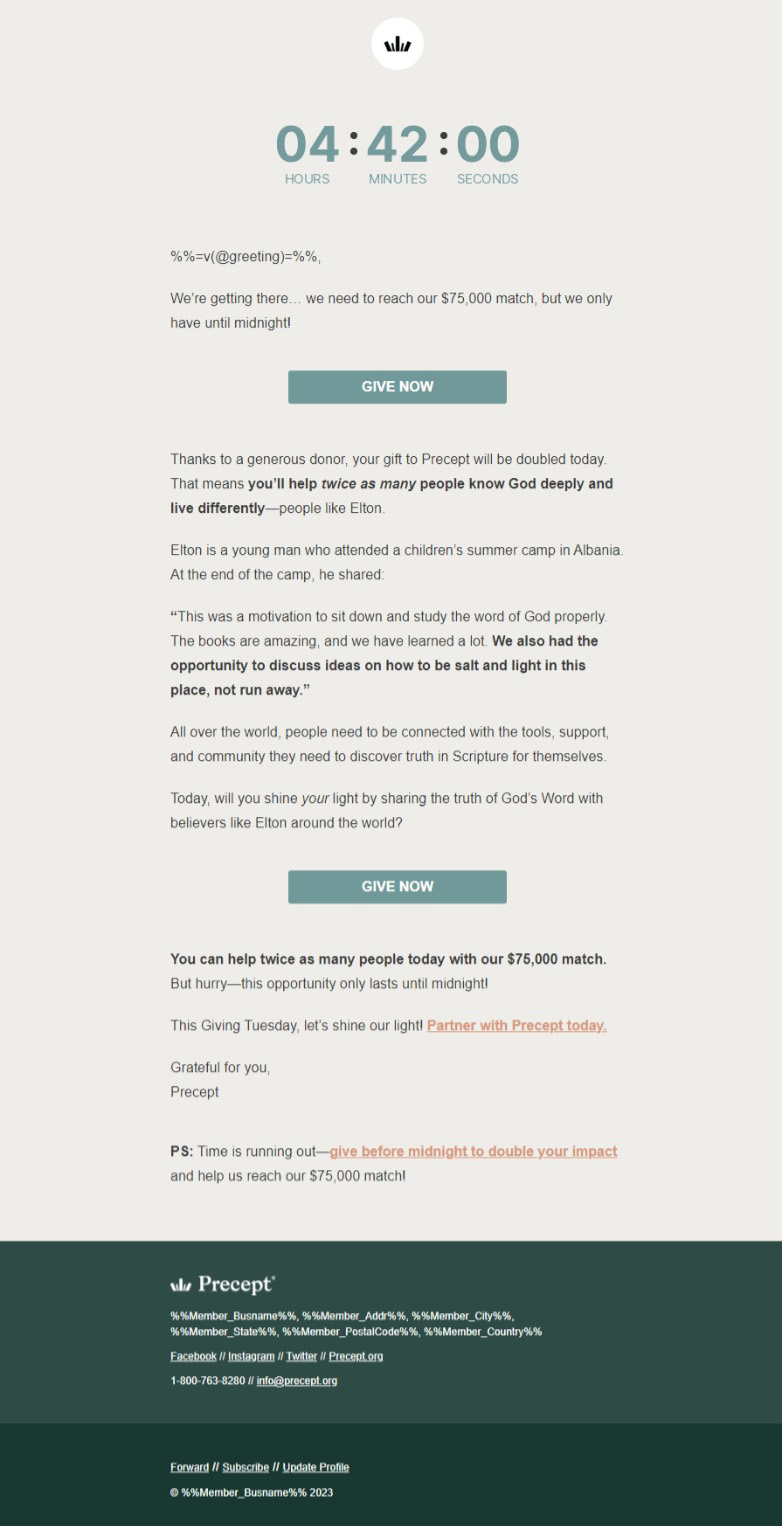 04 : 42 : 00
HOURS MINUTES SECONDS
%%=v(@greeting)=%%,
We’re getting there… we need to reach our $75,000 match, but we only
have until midnight!
GIVE NOW
Thanks to a generous donor, your gift to Precept will be doubled today.
That means you’ll help twice as many people know God deeply and
live differently—people like Elton.
Elton is a young man who attended a children’s summer camp in Albania.
At the end of the camp, he shared:
“This was a motivation to sit down and study the word of God properly.
The books are amazing, and we have learned a lot. We also had the
opportunity to discuss ideas on how to be salt and light in this
place, not run away.”
All over the world, people need to be connected with the tools, support,
and community they need to discover truth in Scripture for themselves.
Today, will you shine your light by sharing the truth of God’s Word with
believers like Elton around the world?
GIVE NOW
You can help twice as many people today with our $75,000 match.
But hurry—this opportunity only lasts until midnight!
This Giving Tuesday, let’s shine our light! Partner with Precept today.
Grateful for you,
Precept
PS: Time is running out—give before midnight to double your impact
and help us reach our $75,000 match!
Precept®
%%Member_Busname%%, %%Member_Addr%%, %%Member_City%%,
%%Member_State%%, %%Member_PostalCode%%, %%Member_Country%%
Facebook // Instagram // Twitter // Precept.org
1-800-763-8280 // info@precept.org
Forward // Subscribe // Update Profile
© %%Member_Busname%% 2023